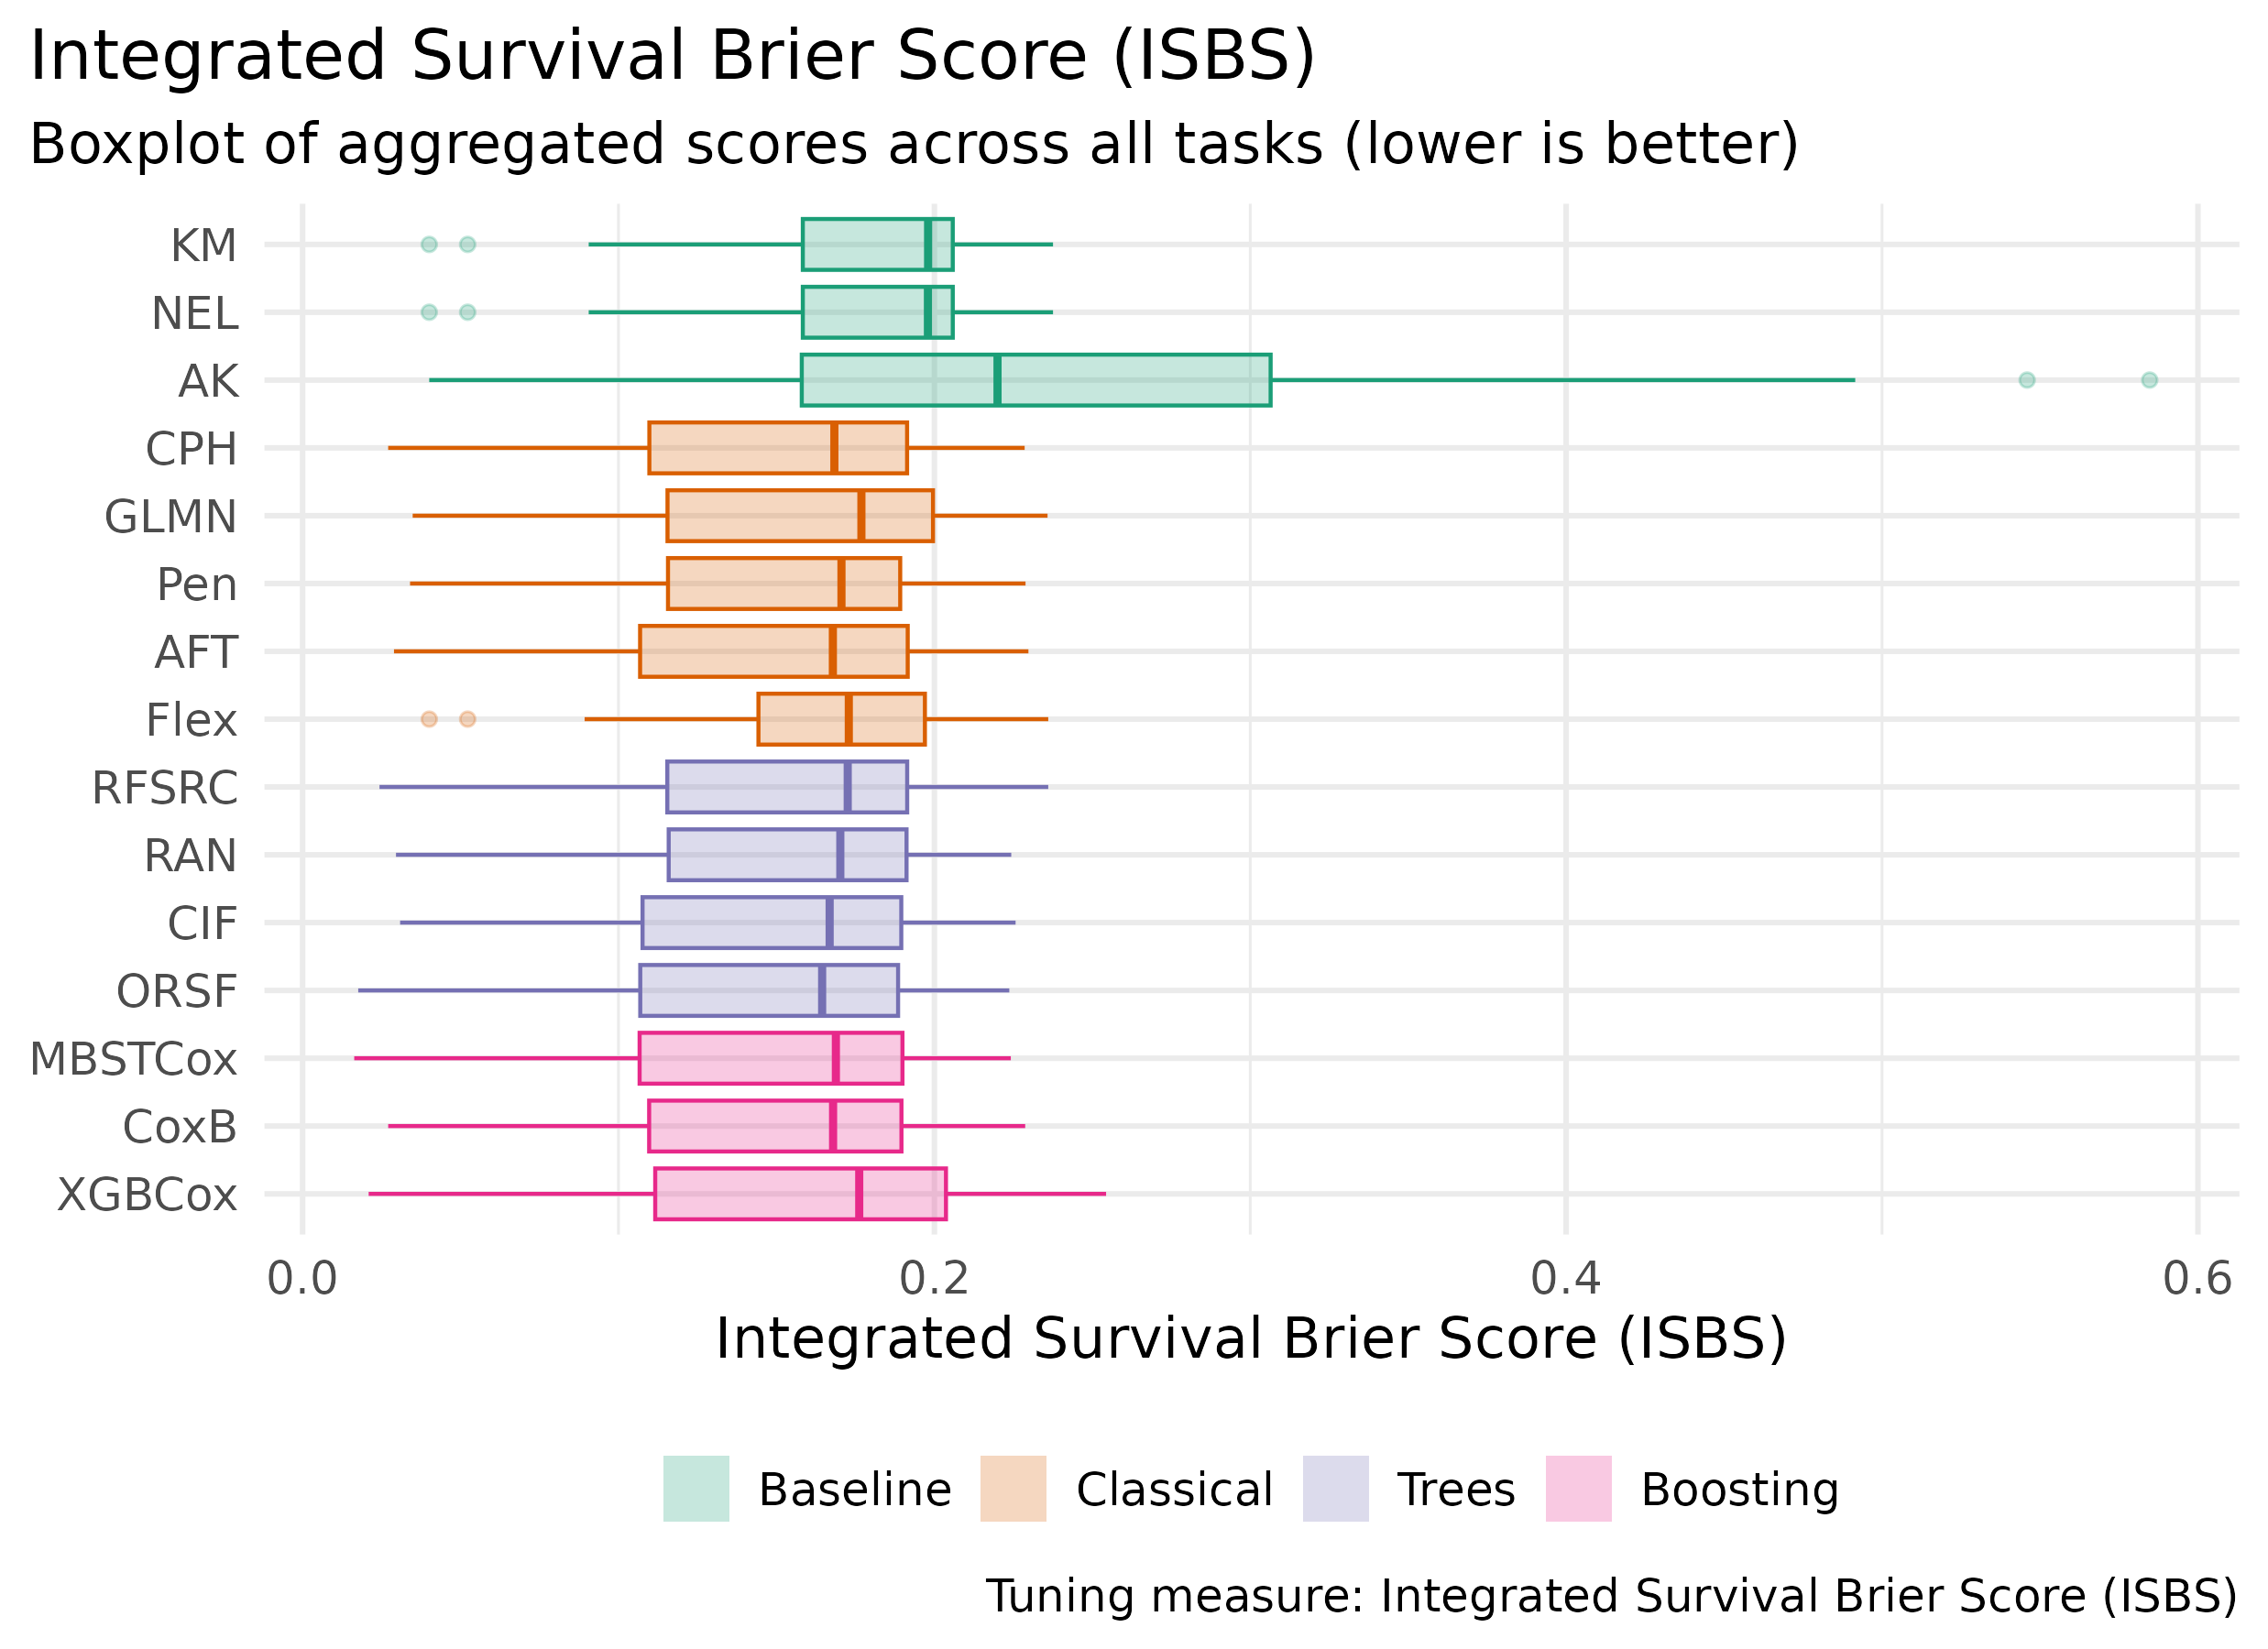 Integrated Survival Brier Score (ISBS)
Boxplot of aggregated scores across all tasks (lower is better)
KM
NEL
AK
CPH
GLMN
Pen
AFT
Flex
RFSRC
RAN
CIF
ORSF
MBSTCox
CoxB
XGBCox
0.0 0.2 0.4 0.6
Integrated Survival Brier Score (ISBS)
Baseline Classical Trees Boosting
Tuning measure: Integrated Survival Brier Score (ISBS)